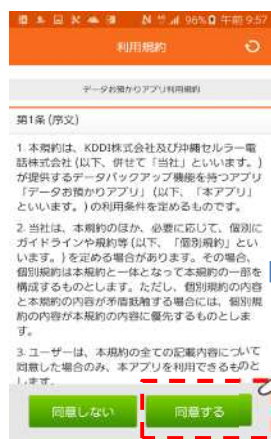 96% 午前 9:57
利用規約
データお預かりアプリ利用規約
第1条 (序文)
1. 本規約は、KDDI株式会社及び沖縄セルラー電
話株式会社 (以下、併せて「当社」といいます。)
が提供するデータバックアップ機能を持つアプリ
「データお預かりアプリ」(以下、「本アプリ」
といいます。) の利用条件を定めるものです。
2. 当社は、本規約のほか、必要に応じて、個別に
ガイドラインや規約等 (以下、「個別規約」とい
います。) を定める場合があります。その場合、
個別規約は本規約と一体となって本規約の一部を
構成するものとします。ただし、個別規約の内容
と本規約の内容が矛盾抵触する場合には、個別規
約の内容が本規約の内容に優先するものとしま
す。
3. ユーザーは、本規約の全ての記載内容について
同意した場合のみ、本アプリを利用できるものと
します。
同意しない
同意する